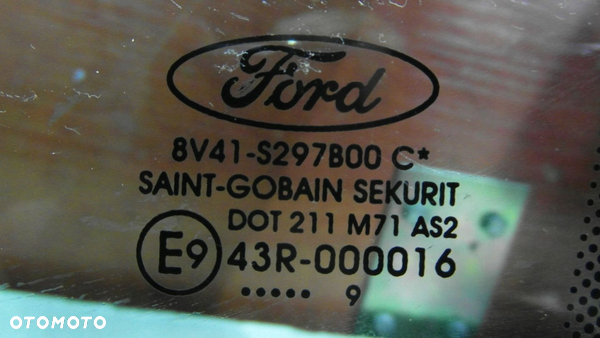 Ford
8V41-S297B00 C*
SAINT-GOBAIN SEKURIT
DOT 211 M71 AS2
E9 43R-000016
..... 9
OTOMOTO